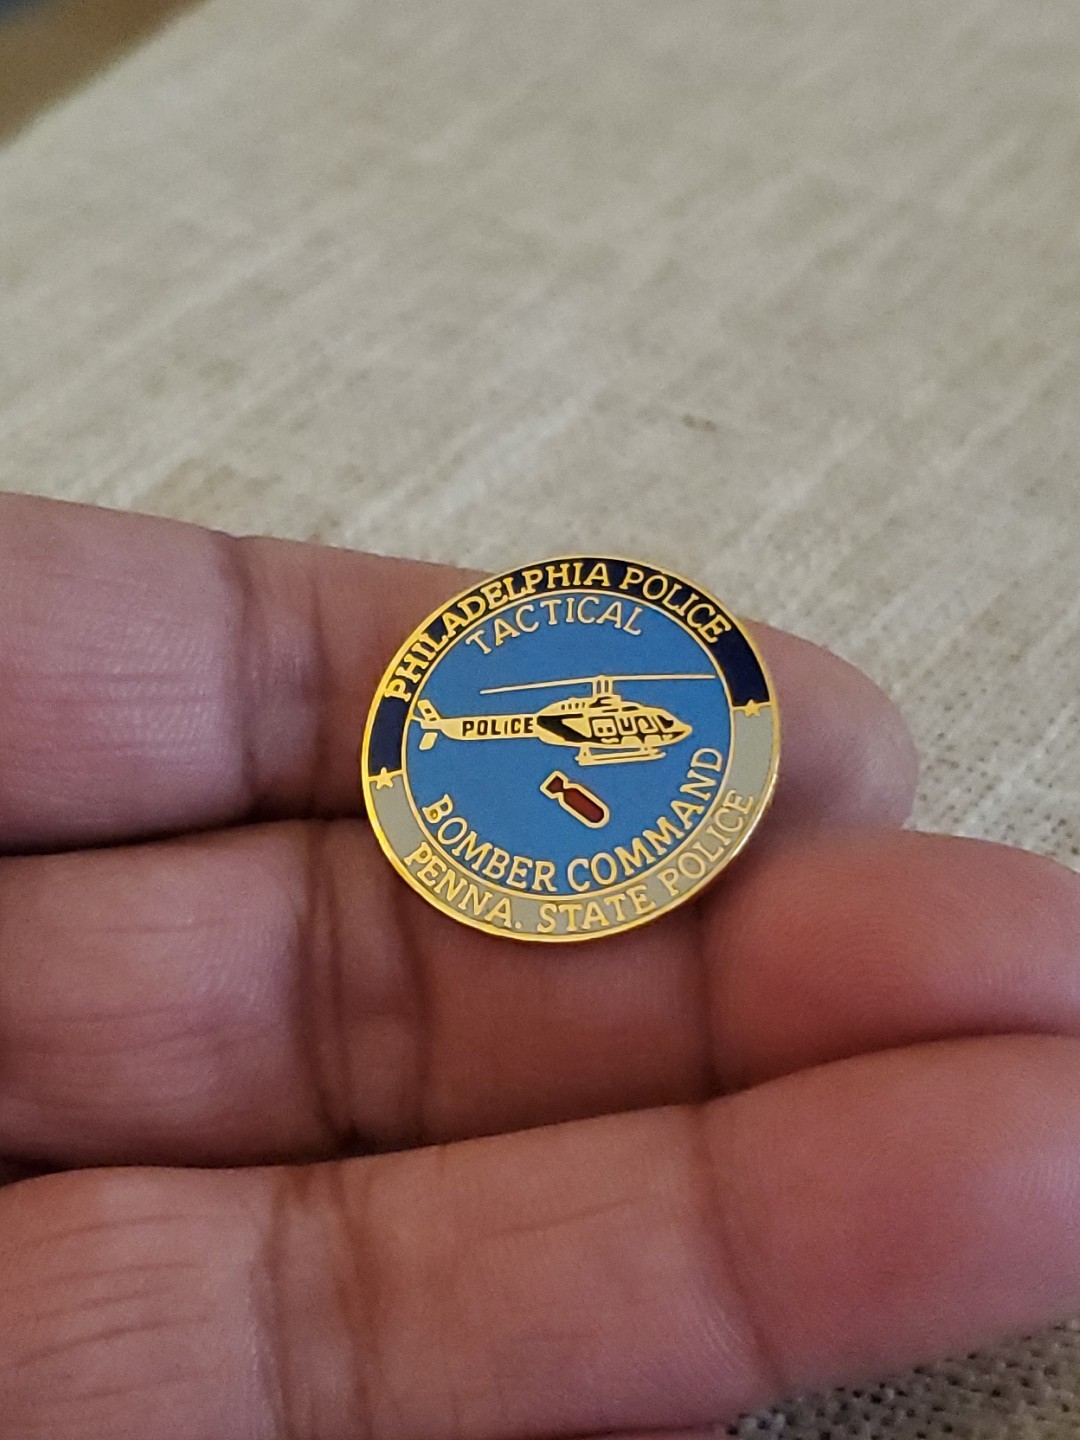 PHILADELPHIA POLICE
TACTICAL
POLICE
BOMBER COMMAND
PENNA. STATE POLICE